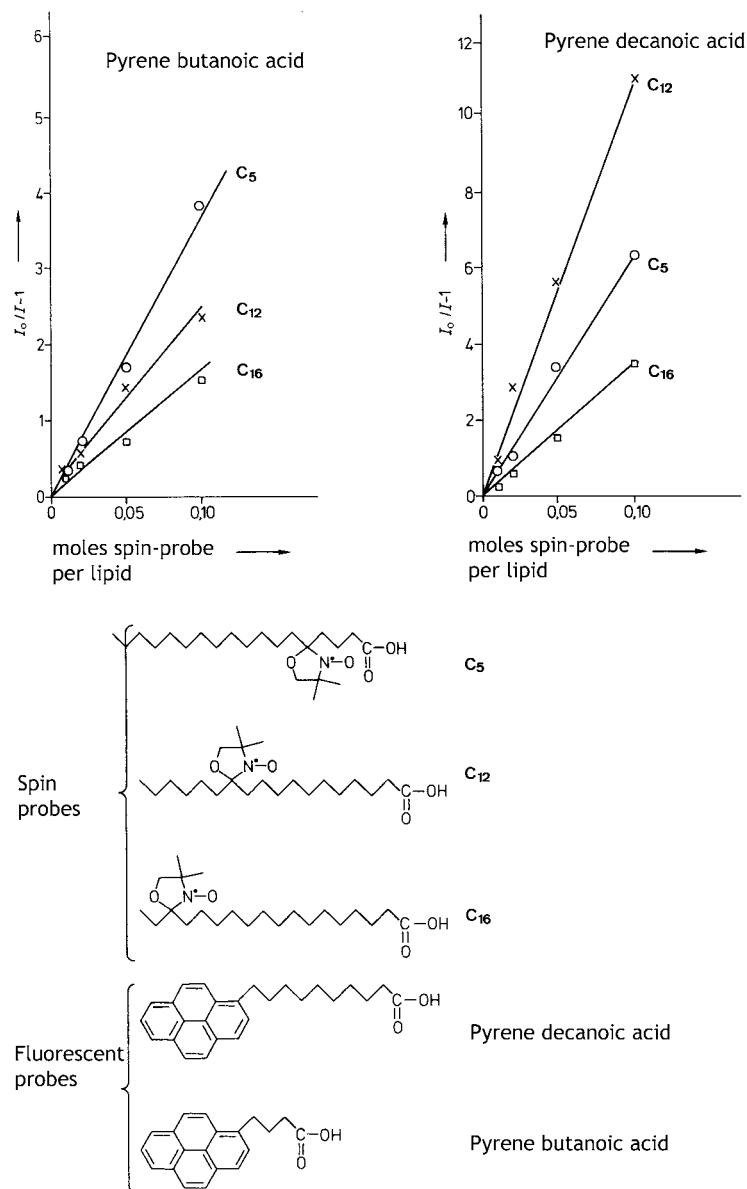 Pyrene butanoic acid
6
5
4
3
2
1
0
I₀/I-1
C5
C12
C16
0
0,05
0,10
moles spin-probe
per lipid
Pyrene decanoic acid
12
10
8
6
4
2
0
I₀/I-1
C12
C5
C16
0
0,05
0,10
moles spin-probe
per lipid
Spin
probes
O N•–O
C–OH
O
C5
O N•–O
C–OH
O
C12
O N•–O
C–OH
O
C16
Fluorescent
probes
C–OH
O
Pyrene decanoic acid
C–OH
O
Pyrene butanoic acid